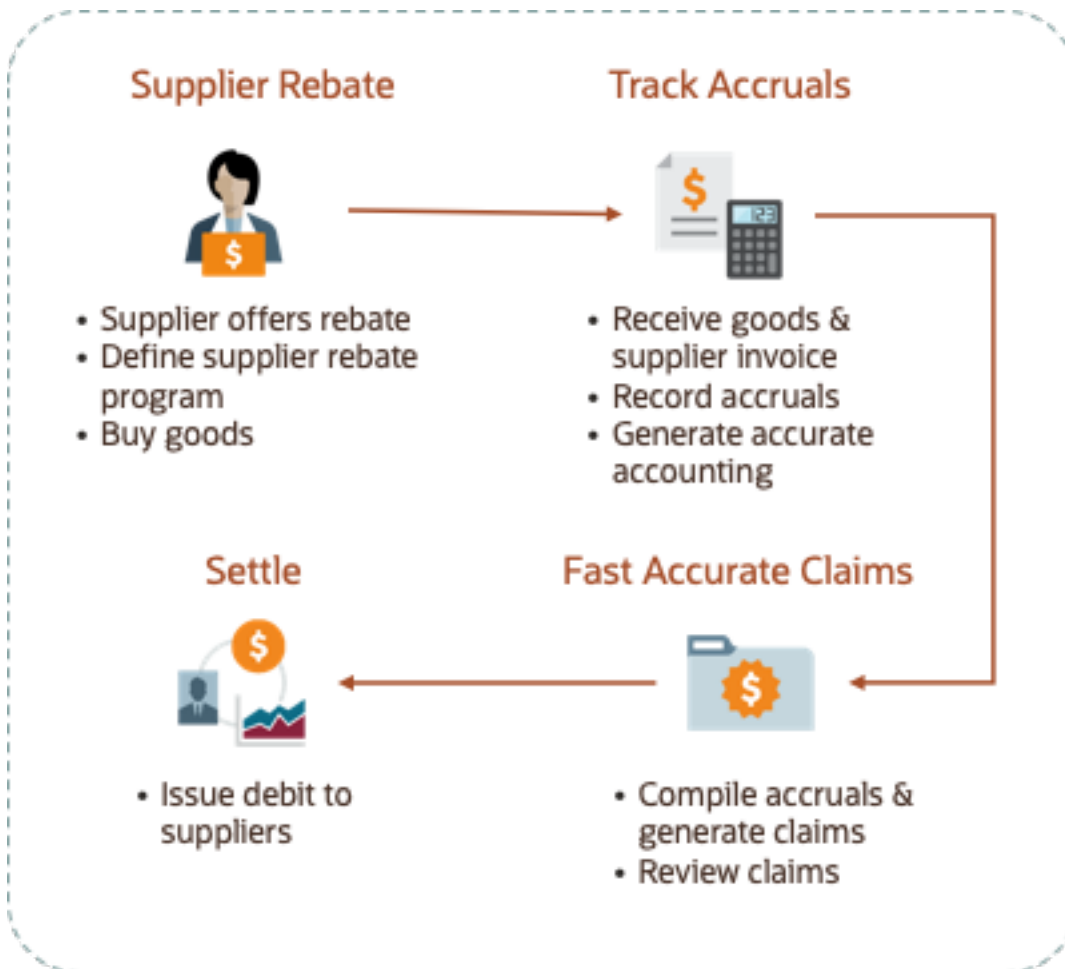 Supplier Rebate
$
• Supplier offers rebate
• Define supplier rebate
program
• Buy goods
Track Accruals
$
123
• Receive goods &
supplier invoice
• Record accruals
• Generate accurate
accounting
Fast Accurate Claims
$
• Compile accruals &
generate claims
• Review claims
Settle
$
• Issue debit to
suppliers